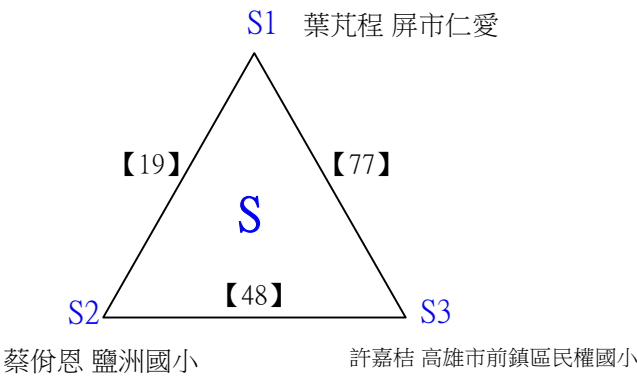 S1 葉芃程 屏市仁愛
【19】
【77】
S
【48】
S2
S3
蔡佾恩 鹽洲國小
許嘉桔 高雄市前鎮區民權國小